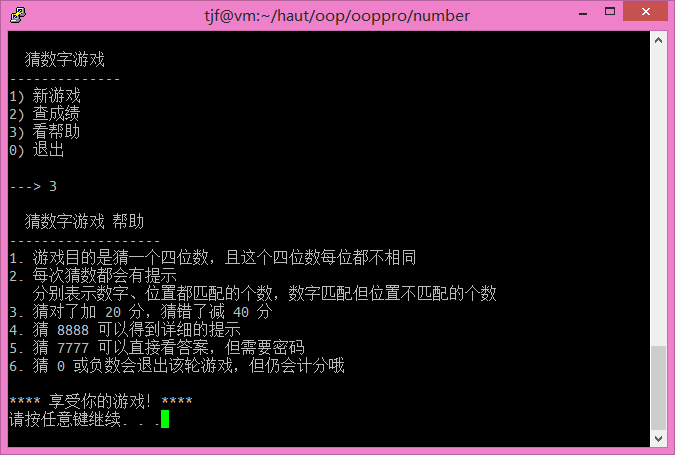 tjf@vm:~/haut/oop/ooppro/number
猜数字游戏
--------------
1) 新游戏
2) 查成绩
3) 看帮助
0) 退出
---> 3
猜数字游戏 帮助
-------------------
1. 游戏目的是猜一个四位数，且这个四位数每位都不相同
2. 每次猜数都会有提示
分别表示数字、位置都匹配的个数，数字匹配但位置不匹配的个数
3. 猜对了加 20 分，猜错了减 40 分
4. 猜 8888 可以得到详细的提示
5. 猜 7777 可以直接看答案，但需要密码
6. 猜 0 或负数会退出该轮游戏，但仍会计分哦
**** 享受你的游戏! ****
请按任意键继续. . .